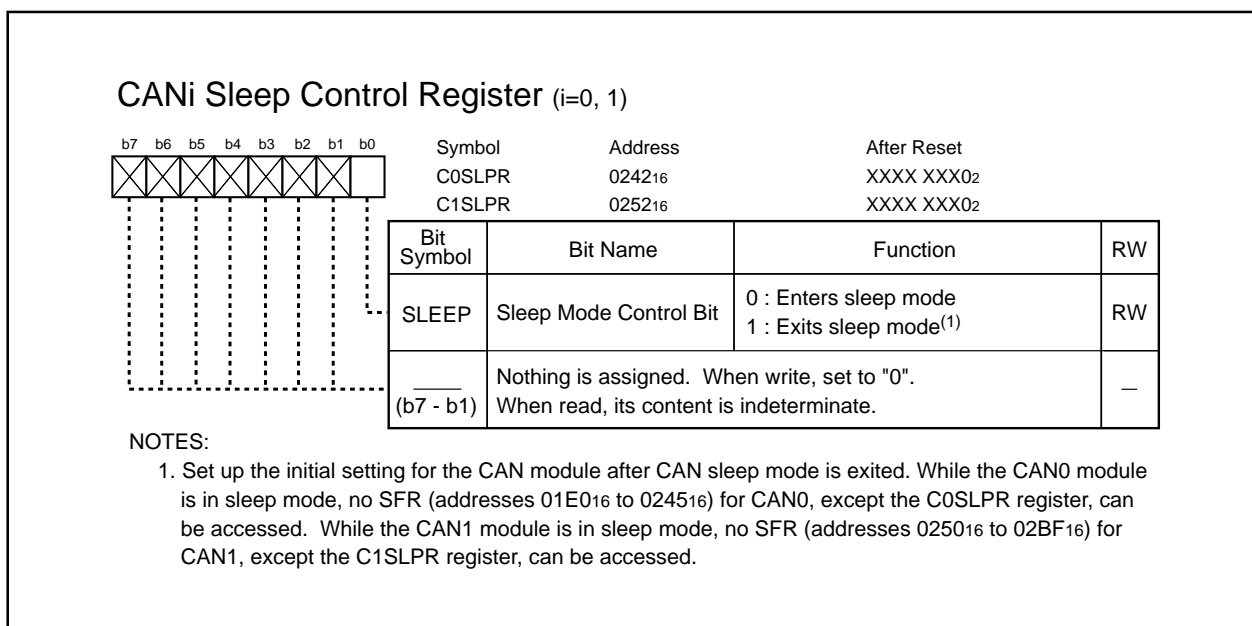 CANi Sleep Control Register (i=0, 1)
b7 b6 b5 b4 b3 b2 b1 b0
Symbol Address After Reset
C0SLPR 024216 XXXX XXX02
C1SLPR 025216 XXXX XXX02
Bit Symbol Bit Name Function RW
SLEEP Sleep Mode Control Bit 0 : Enters sleep mode
1 : Exits sleep mode(1) RW
(b7 - b1) Nothing is assigned. When write, set to "0".
When read, its content is indeterminate. —
NOTES:
1. Set up the initial setting for the CAN module after CAN sleep mode is exited. While the CAN0 module
is in sleep mode, no SFR (addresses 01E016 to 024516) for CAN0, except the C0SLPR register, can
be accessed. While the CAN1 module is in sleep mode, no SFR (addresses 025016 to 02BF16) for
CAN1, except the C1SLPR register, can be accessed.